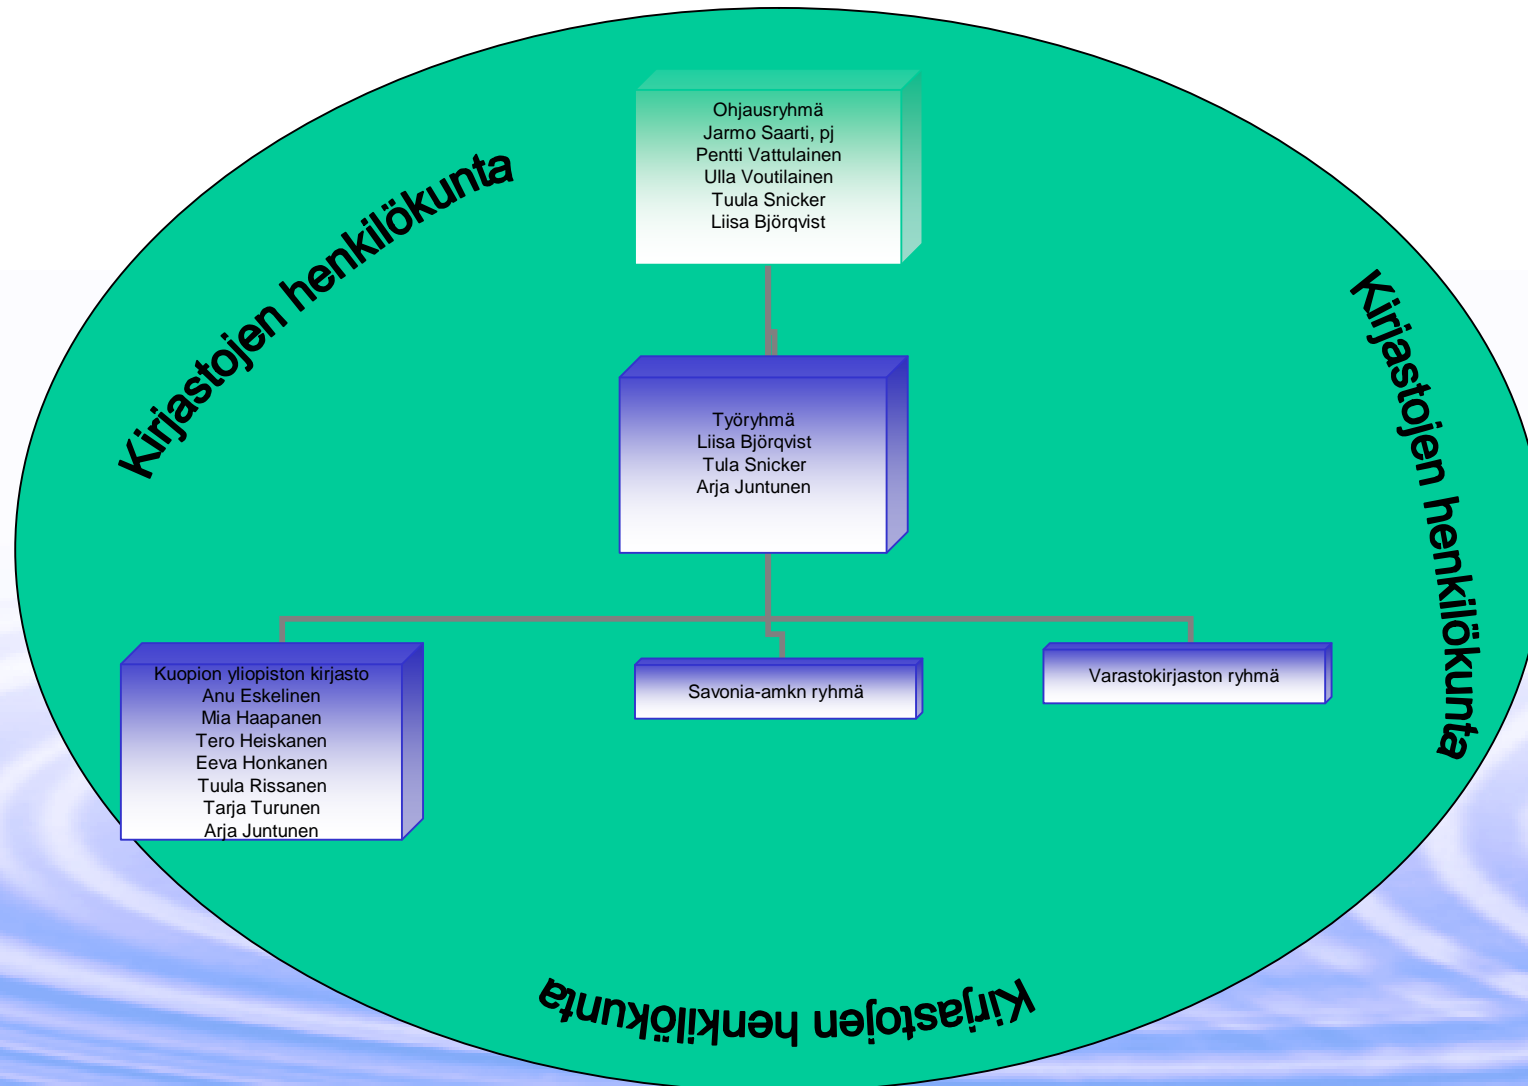 Ohjausryhmä
Jarmo Saarti, pj
Pentti Vattulainen
Ulla Voutilainen
Tuula Snicker
Liisa Björqvist
Kirjastojen henkilökunta
Kirjastojen henkilökunta
Työryhmä
Liisa Björqvist
Tula Snicker
Arja Juntunen
Kuopion yliopiston kirjasto
Anu Eskelinen
Mia Haapanen
Tero Heiskanen
Eeva Honkanen
Tuula Rissanen
Tarja Turunen
Arja Juntunen
Savonia-amkn ryhmä
Varastokirjaston ryhmä
Kirjastojen henkilökunta